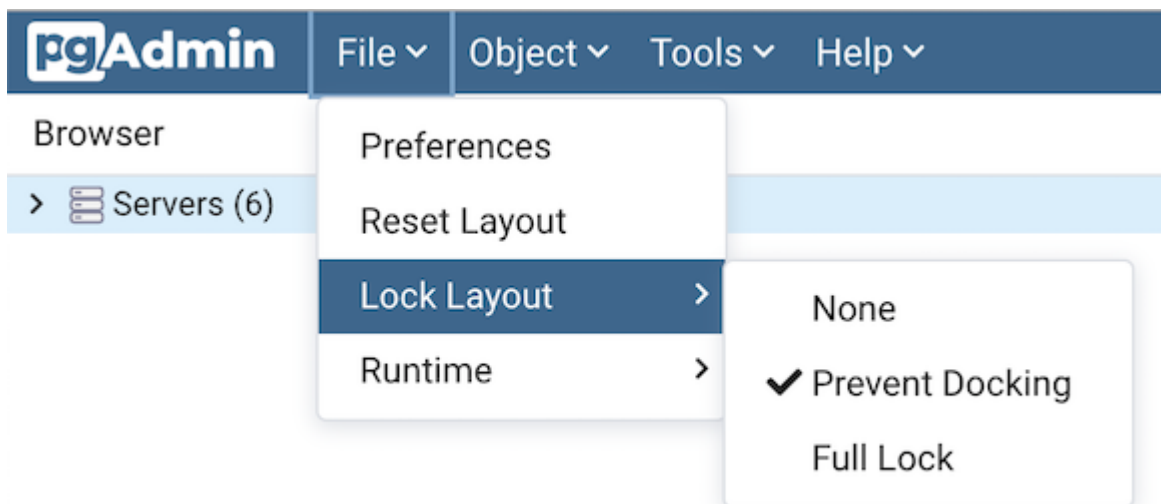 pgAdmin File Object Tools Help
Browser
Servers (6)
Preferences
Reset Layout
Lock Layout
Runtime
None
Prevent Docking
Full Lock